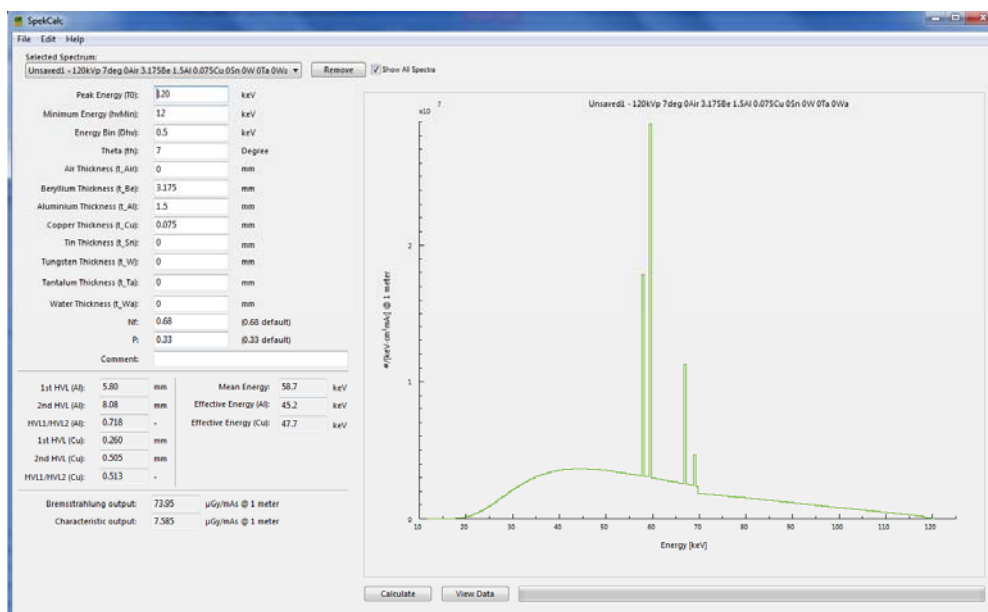 SpekCalc
File Edit Help
Selected Spectrum:
Unsaved1 - 120kVp 7deg 0Air 3.175Be 1.5Al 0.075Cu 0Sn 0W 0Ta 0Wa
Remove
Show All Spectra
Peak Energy (T0): 120 keV
Minimum Energy (hvMin): 12 keV
Energy Bin (Dhv): 0.5 keV
Theta (th): 7 Degree
Air Thickness (t_Air): 0 mm
Beryllium Thickness (t_Be): 3.175 mm
Aluminium Thickness (t_Al): 1.5 mm
Copper Thickness (t_Cu): 0.075 mm
Tin Thickness (t_Sn): 0 mm
Tungsten Thickness (t_W): 0 mm
Tantalum Thickness (t_Ta): 0 mm
Water Thickness (t_Wa): 0 mm
Nf: 0.68 (0.68 default)
P: 0.33 (0.33 default)
Comment:
1st HVL (Al): 5.80 mm
2nd HVL (Al): 8.08 mm
HVL1/HVL2 (Al): 0.718 -
1st HVL (Cu): 0.260 mm
2nd HVL (Cu): 0.505 mm
HVL1/HVL2 (Cu): 0.513 -
Mean Energy: 58.7 keV
Effective Energy (Al): 45.2 keV
Effective Energy (Cu): 47.7 keV
Bremsstrahlung output: 73.95 µGy/mAs @ 1 meter
Characteristic output: 7.585 µGy/mAs @ 1 meter
Unsaved1 - 120kVp 7deg 0Air 3.175Be 1.5Al 0.075Cu 0Sn 0W 0Ta 0Wa
x10 7
2
1
0
#/[keV·cm²·mAs] @ 1 meter
10 20 30 40 50 60 70 80 90 100 110 120
Energy [keV]
Calculate
View Data